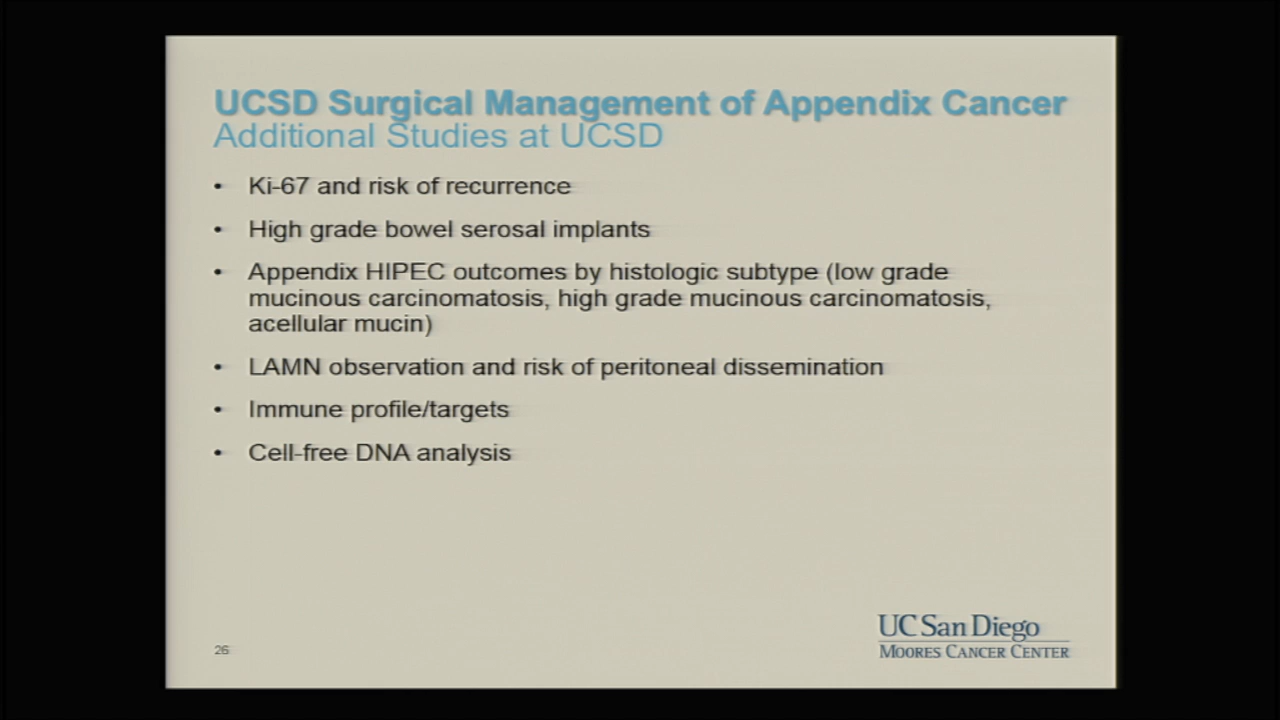 UCSD Surgical Management of Appendix Cancer
Additional Studies at UCSD
• Ki-67 and risk of recurrence
• High grade bowel serosal implants
• Appendix HIPEC outcomes by histologic subtype (low grade
mucinous carcinomatosis, high grade mucinous carcinomatosis,
acellular mucin)
• LAMN observation and risk of peritoneal dissemination
• Immune profile/targets
• Cell-free DNA analysis
26
UC San Diego
MOORES CANCER CENTER